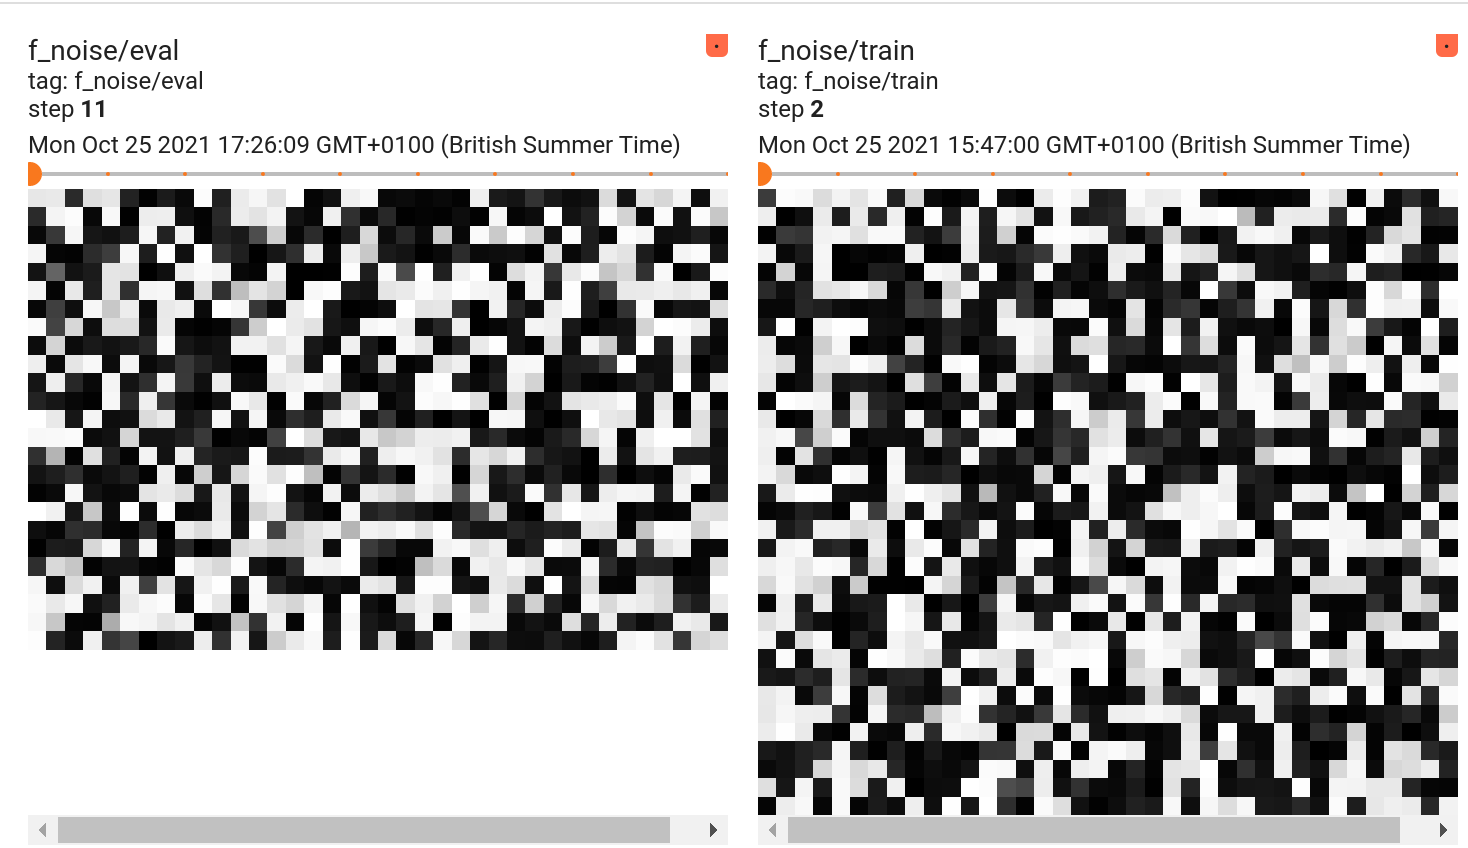 f_noise/eval
tag: f_noise/eval
step 11
Mon Oct 25 2021 17:26:09 GMT+0100 (British Summer Time)
f_noise/train
tag: f_noise/train
step 2
Mon Oct 25 2021 15:47:00 GMT+0100 (British Summer Time)